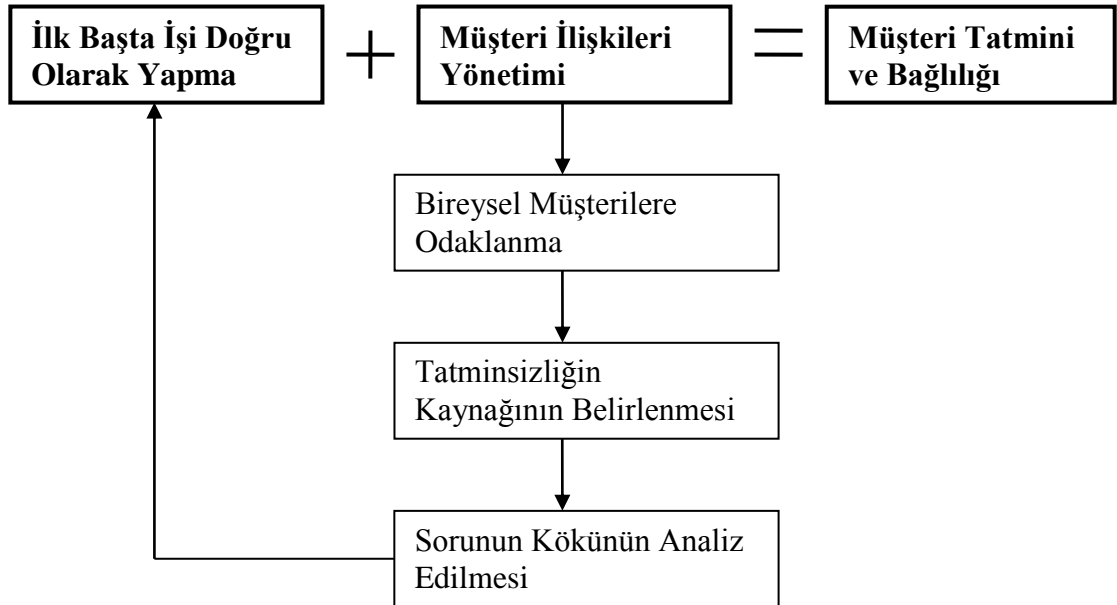 İlk Başta İşi Doğru
Olarak Yapma
+
Müşteri İlişkileri
Yönetimi
=
Müşteri Tatmini
ve Bağlılığı
Bireysel Müşterilere
Odaklanma
Tatminsizliğin
Kaynağının Belirlenmesi
Sorunun Kökünün Analiz
Edilmesi